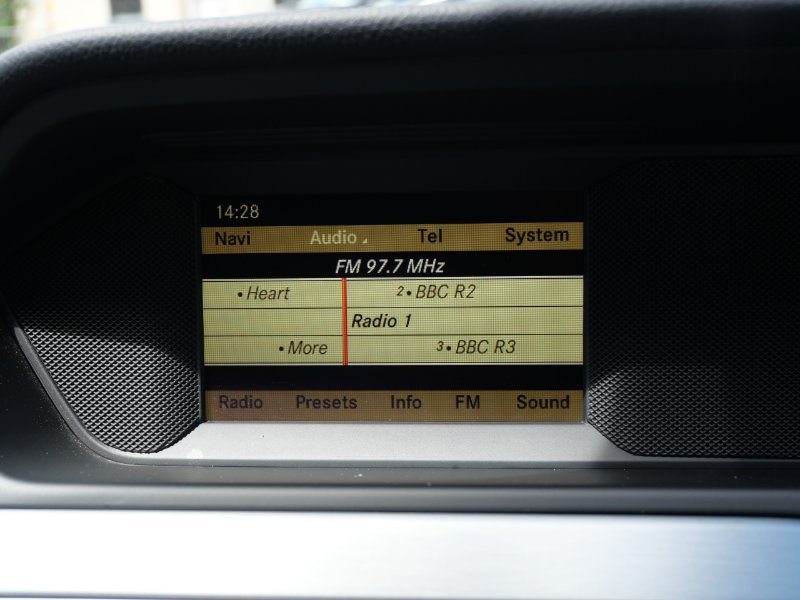 14:28
Navi Audio Tel System
FM 97.7 MHz
•Heart 2•BBC R2
Radio 1
•More 3•BBC R3
Radio Presets Info FM Sound